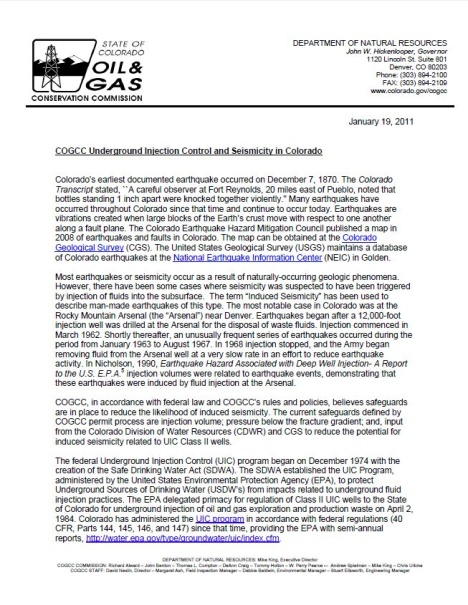 STATE OF
COLORADO
OIL&
GAS
CONSERVATION COMMISSION
DEPARTMENT OF NATURAL RESOURCES
John W. Hickenlooper, Governor
1120 Lincoln St. Suite 801
Denver, CO 80203
Phone: (303) 894-2100
FAX: (303) 894-2109
www.colorado.gov/cogcc
January 19, 2011
COGCC Underground Injection Control and Seismicity in Colorado
Colorado's earliest documented earthquake occurred on December 7, 1870. The Colorado
Transcript stated, ``A careful observer at Fort Reynolds, 20 miles east of Pueblo, noted that
bottles standing 1 inch apart were knocked together violently." Many earthquakes have
occurred throughout Colorado since that time and continue to occur today. Earthquakes are
vibrations created when large blocks of the Earth's crust move with respect to one another
along a fault plane. The Colorado Earthquake Hazard Mitigation Council published a map in
2008 of earthquakes and faults in Colorado. The map can be obtained at the Colorado
Geological Survey (CGS). The United States Geological Survey (USGS) maintains a database
of Colorado earthquakes at the National Earthquake Information Center (NEIC) in Golden.
Most earthquakes or seismicity occur as a result of naturally-occurring geologic phenomena.
However, there have been some cases where seismicity was suspected to have been triggered
by injection of fluids into the subsurface. The term "Induced Seismicity" has been used to
describe man-made earthquakes of this type. The most notable case in Colorado was at the
Rocky Mountain Arsenal (the "Arsenal") near Denver. Earthquakes began after a 12,000-foot
injection well was drilled at the Arsenal for the disposal of waste fluids. Injection commenced in
March 1962. Shortly thereafter, an unusually frequent series of earthquakes occurred during the
period from January 1963 to August 1967. In 1968 injection stopped, and the Army began
removing fluid from the Arsenal well at a very slow rate in an effort to reduce earthquake
activity. In Nicholson, 1990, Earthquake Hazard Associated with Deep Well Injection- A Report
to the U.S. E.P.A.⁵ injection volumes were related to earthquake events, demonstrating that
these earthquakes were induced by fluid injection at the Arsenal.
COGCC, in accordance with federal law and COGCC's rules and policies, believes safeguards
are in place to reduce the likelihood of induced seismicity. The current safeguards defined by
COGCC permit process are injection volume; pressure below the fracture gradient; and, input
from the Colorado Division of Water Resources (CDWR) and CGS to reduce the potential for
induced seismicity related to UIC Class II wells.
The federal Underground Injection Control (UIC) program began on December 1974 with the
creation of the Safe Drinking Water Act (SDWA). The SDWA established the UIC Program,
administered by the United States Environmental Protection Agency (EPA), to protect
Underground Sources of Drinking Water (USDW's) from impacts related to underground fluid
injection practices. The EPA delegated primacy for regulation of Class II UIC wells to the State
of Colorado for underground injection of oil and gas exploration and production waste on April 2,
1984. Colorado has administered the UIC program in accordance with federal regulations (40
CFR, Parts 144, 145, 146, and 147) since that time, providing the EPA with semi-annual
reports, http://water.epa.gov/type/groundwater/uic/index.cfm.
DEPARTMENT OF NATURAL RESOURCES: Mike King, Executive Director
COGCC COMMISSION: Richard Alward – John Benton – Thomas L. Compton – DeAnn Craig – Tommy Holton – W. Perry Pearce – Andrew Spielman – Mike King – Chris Urbina
COGCC STAFF: David Neslin, Director – Margaret Ash, Field Inspection Manager – Debbie Baldwin, Environmental Manager – Stuart Ellsworth, Engineering Manager